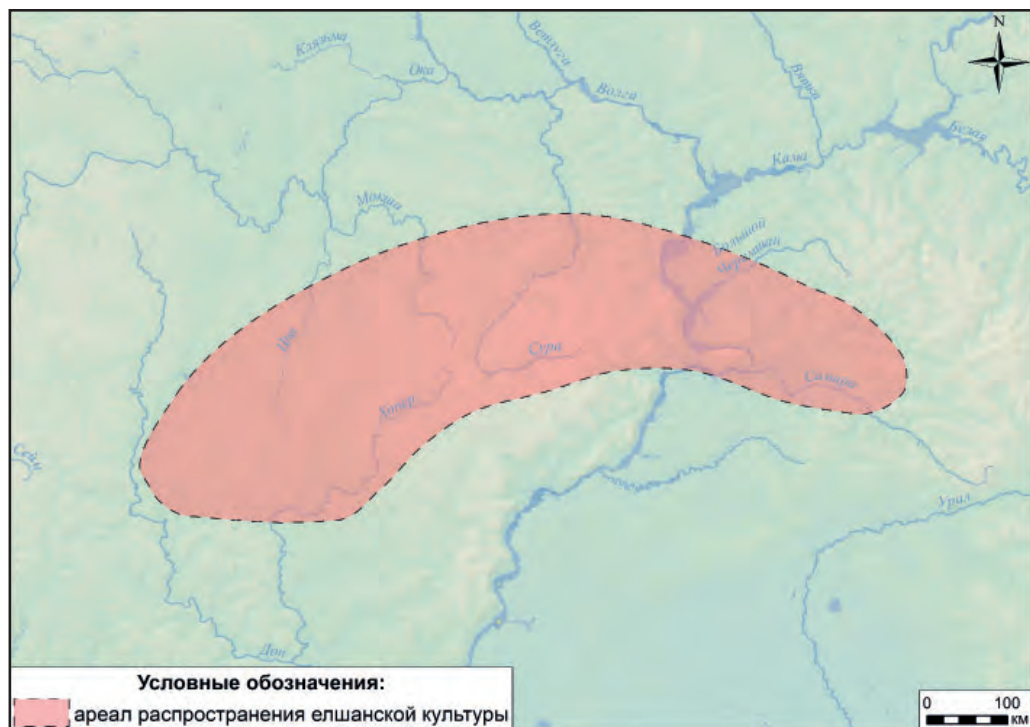 N
Клязьма
Ока
Ветлуга
Волга
Вятка
Кама
Белая
Мокша
Большой
Черемшан
Цна
Сура
Самара
Хопер
Сейм
Урал
Дон
Условные обозначения:
ареал распространения елшанской культуры
0 100
км